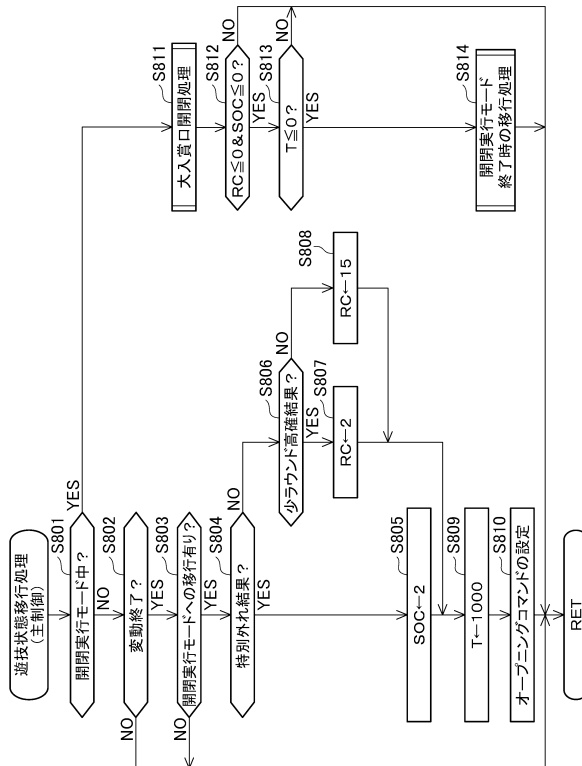 遊技状態移行処理
（主制御）
S801
開閉実行モード中？
YES
NO
S802
変動終了？
NO
YES
S803
開閉実行モードへの移行有り？
NO
YES
S804
特別外れ結果？
NO
YES
S805
SOC←2
S806
少ラウンド高確結果？
NO
YES
S807
RC←2
S808
RC←15
S809
T←1000
S810
オープニングコマンドの設定
S811
大入賞口開閉処理
S812
RC≦0&SOC≦0？
NO
YES
S813
T≦0？
NO
YES
S814
開閉実行モード
終了時の移行処理
RET